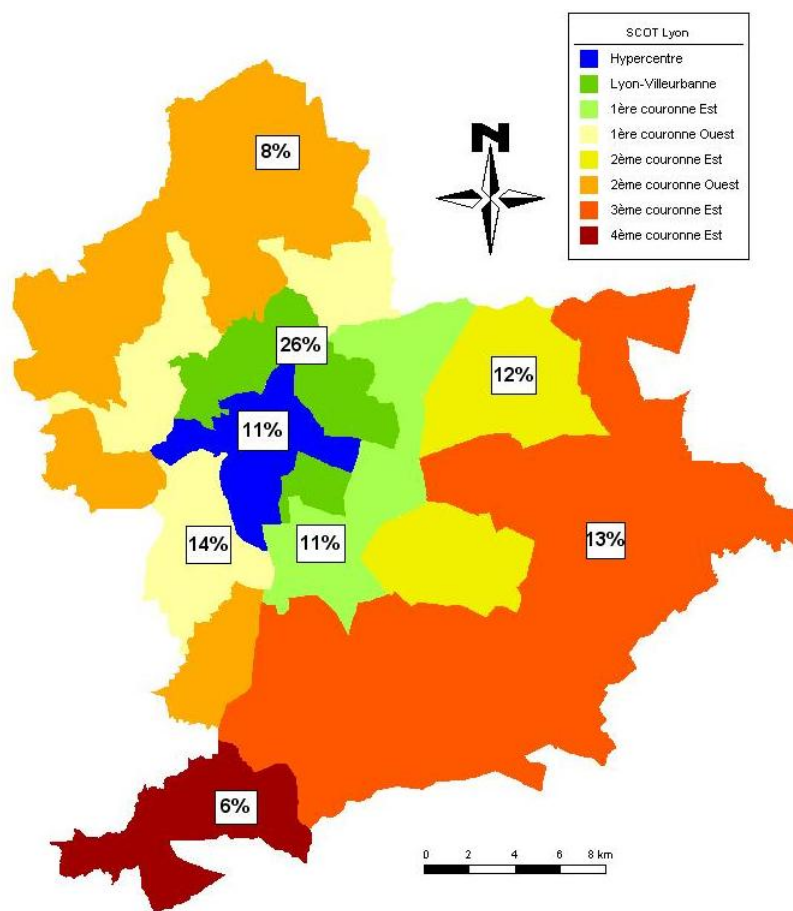 SCOT Lyon
Hypercentre
Lyon-Villeurbanne
1ère couronne Est
1ère couronne Ouest
2ème couronne Est
2ème couronne Ouest
3ème couronne Est
4ème couronne Est
N
8%
26%
12%
11%
14%
11%
13%
6%
0 2 4 6 8 km